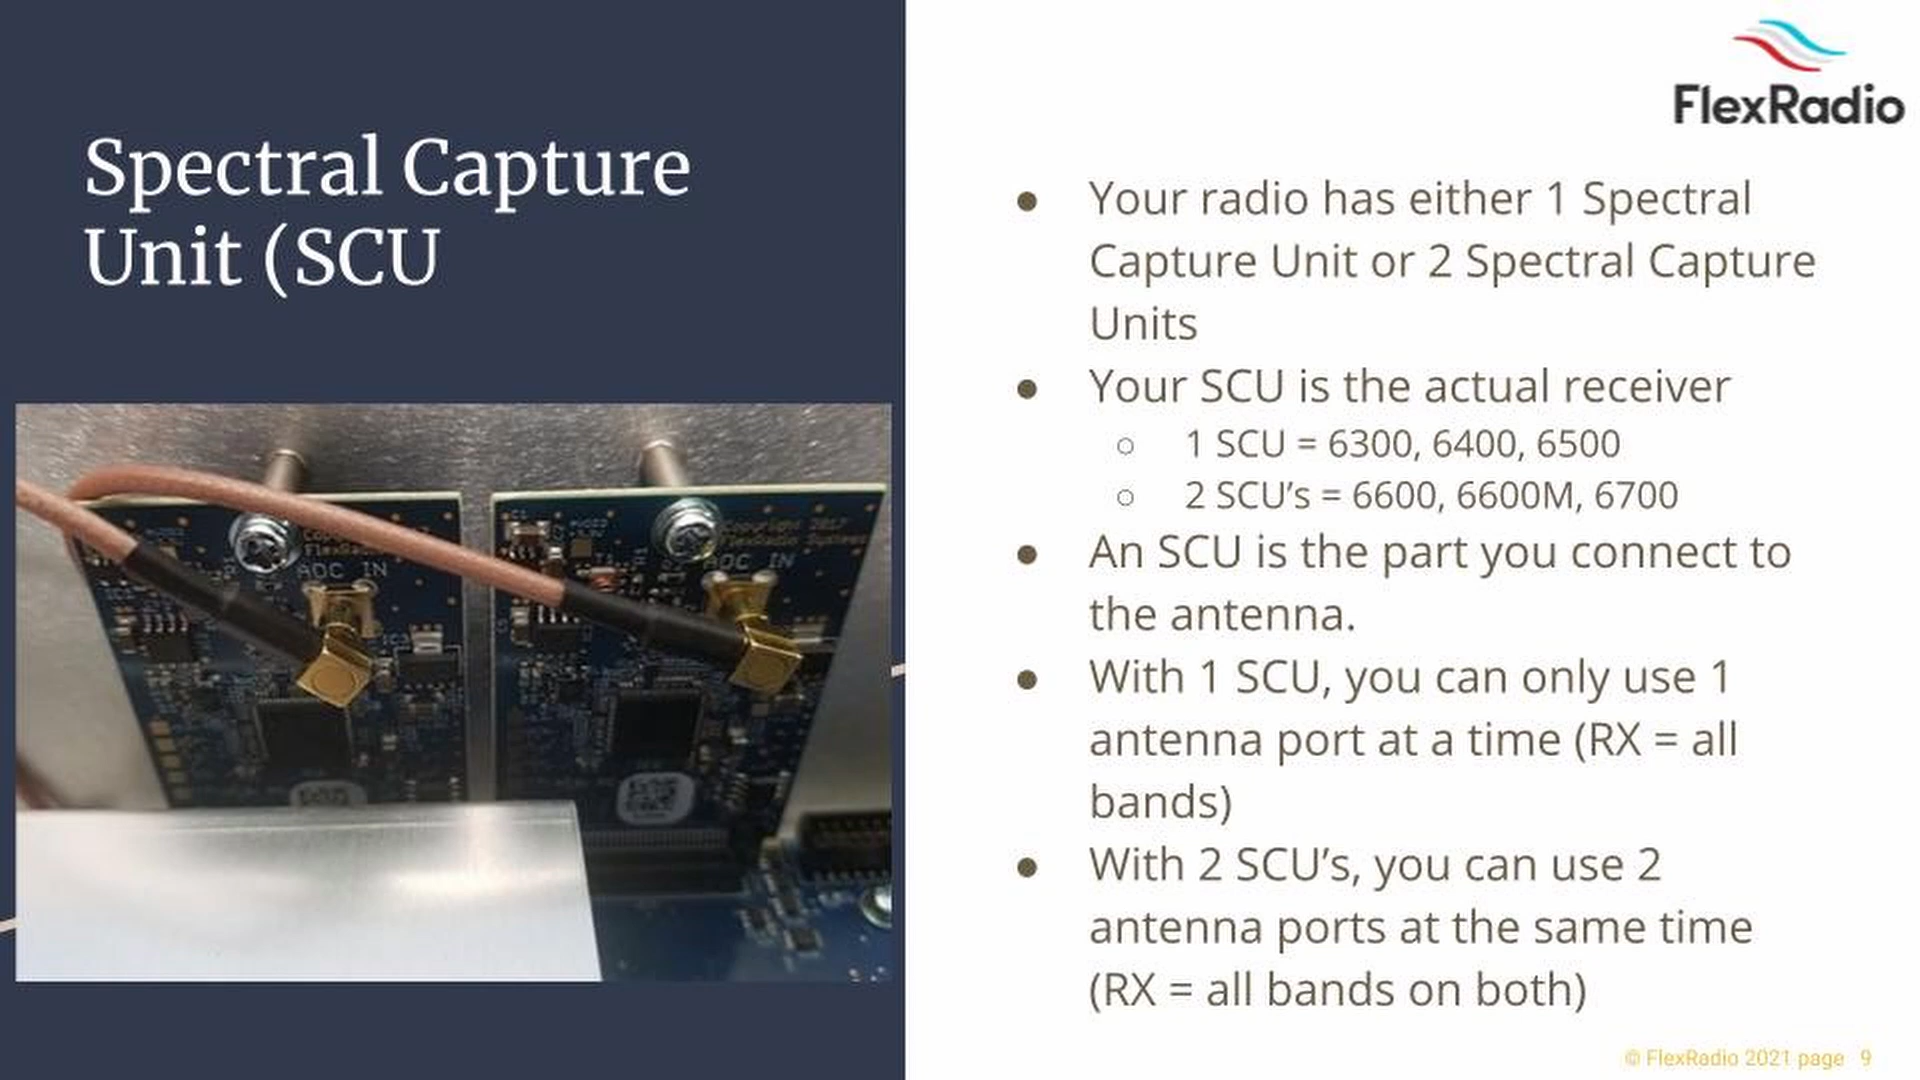 FlexRadio
Spectral Capture
Unit (SCU
● Your radio has either 1 Spectral
Capture Unit or 2 Spectral Capture
Units
● Your SCU is the actual receiver
○ 1 SCU = 6300, 6400, 6500
○ 2 SCU’s = 6600, 6600M, 6700
● An SCU is the part you connect to
the antenna.
● With 1 SCU, you can only use 1
antenna port at a time (RX = all
bands)
● With 2 SCU’s, you can use 2
antenna ports at the same time
(RX = all bands on both)
ADC IN
Copyright 2017
FlexRadio Systems
ADC IN
© FlexRadio 2021 page 9